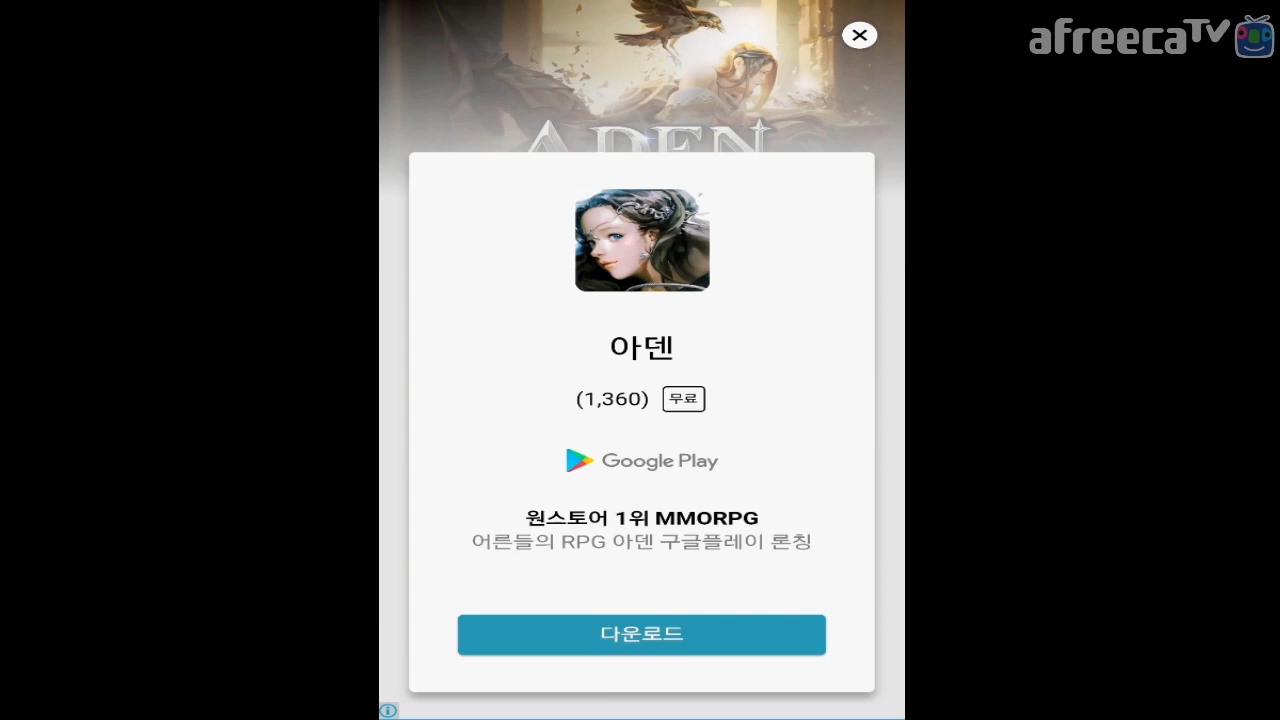 afreecaTV
ADEN
아덴
(1,360) 무료
Google Play
원스토어 1위 MMORPG
어른들의 RPG 아덴 구글플레이 론칭
다운로드